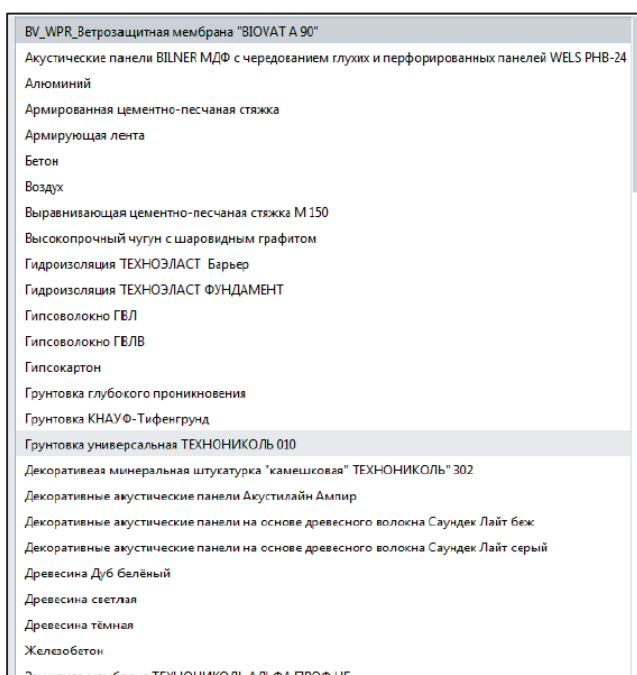 BV_WPR_Ветрозащитная мембрана "BIOVAT A 90"
Акустические панели BILNER МДФ с чередованием глухих и перфорированных панелей WELS PHB-24
Алюминий
Армированная цементно-песчаная стяжка
Армирующая лента
Бетон
Воздух
Выравнивающая цементно-песчаная стяжка М 150
Высокопрочный чугун с шаровидным графитом
Гидроизоляция ТЕХНОЭЛАСТ Барьер
Гидроизоляция ТЕХНОЭЛАСТ ФУНДАМЕНТ
Гипсоволокно ГВЛ
Гипсоволокно ГВЛВ
Гипсокартон
Грунтовка глубокого проникновения
Грунтовка КНАУФ-Тифенгрунд
Грунтовка универсальная ТЕХНОНИКОЛЬ 010
Декоративеая минеральная штукатурка "камешковая" ТЕХНОНИКОЛЬ" 302
Декоративные акустические панели Акустилайн Ампир
Декоративные акустические панели на основе древесного волокна Саундек Лайт беж
Декоративные акустические панели на основе древесного волокна Саундек Лайт серый
Древесина Дуб белёный
Древесина светлая
Древесина тёмная
Железобетон
мембрана ТЕХНОНИКОЛЬ АЛЬФА ПРОФ